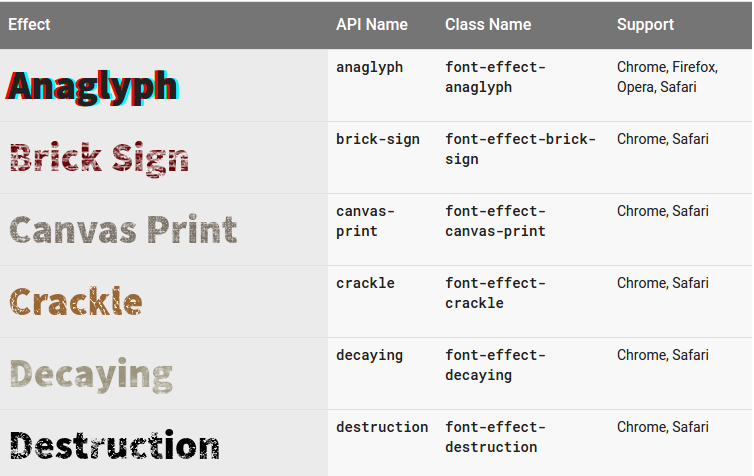 Effect API Name Class Name Support
Anaglyph anaglyph font-effect- Chrome, Firefox,
anaglyph Opera, Safari
Brick Sign brick-sign font-effect-brick- Chrome, Safari
sign
Canvas Print canvas- font-effect- Chrome, Safari
print canvas-print
Crackle crackle font-effect- Chrome, Safari
crackle
Decaying decaying font-effect- Chrome, Safari
decaying
Destruction destruction font-effect- Chrome, Safari
destruction